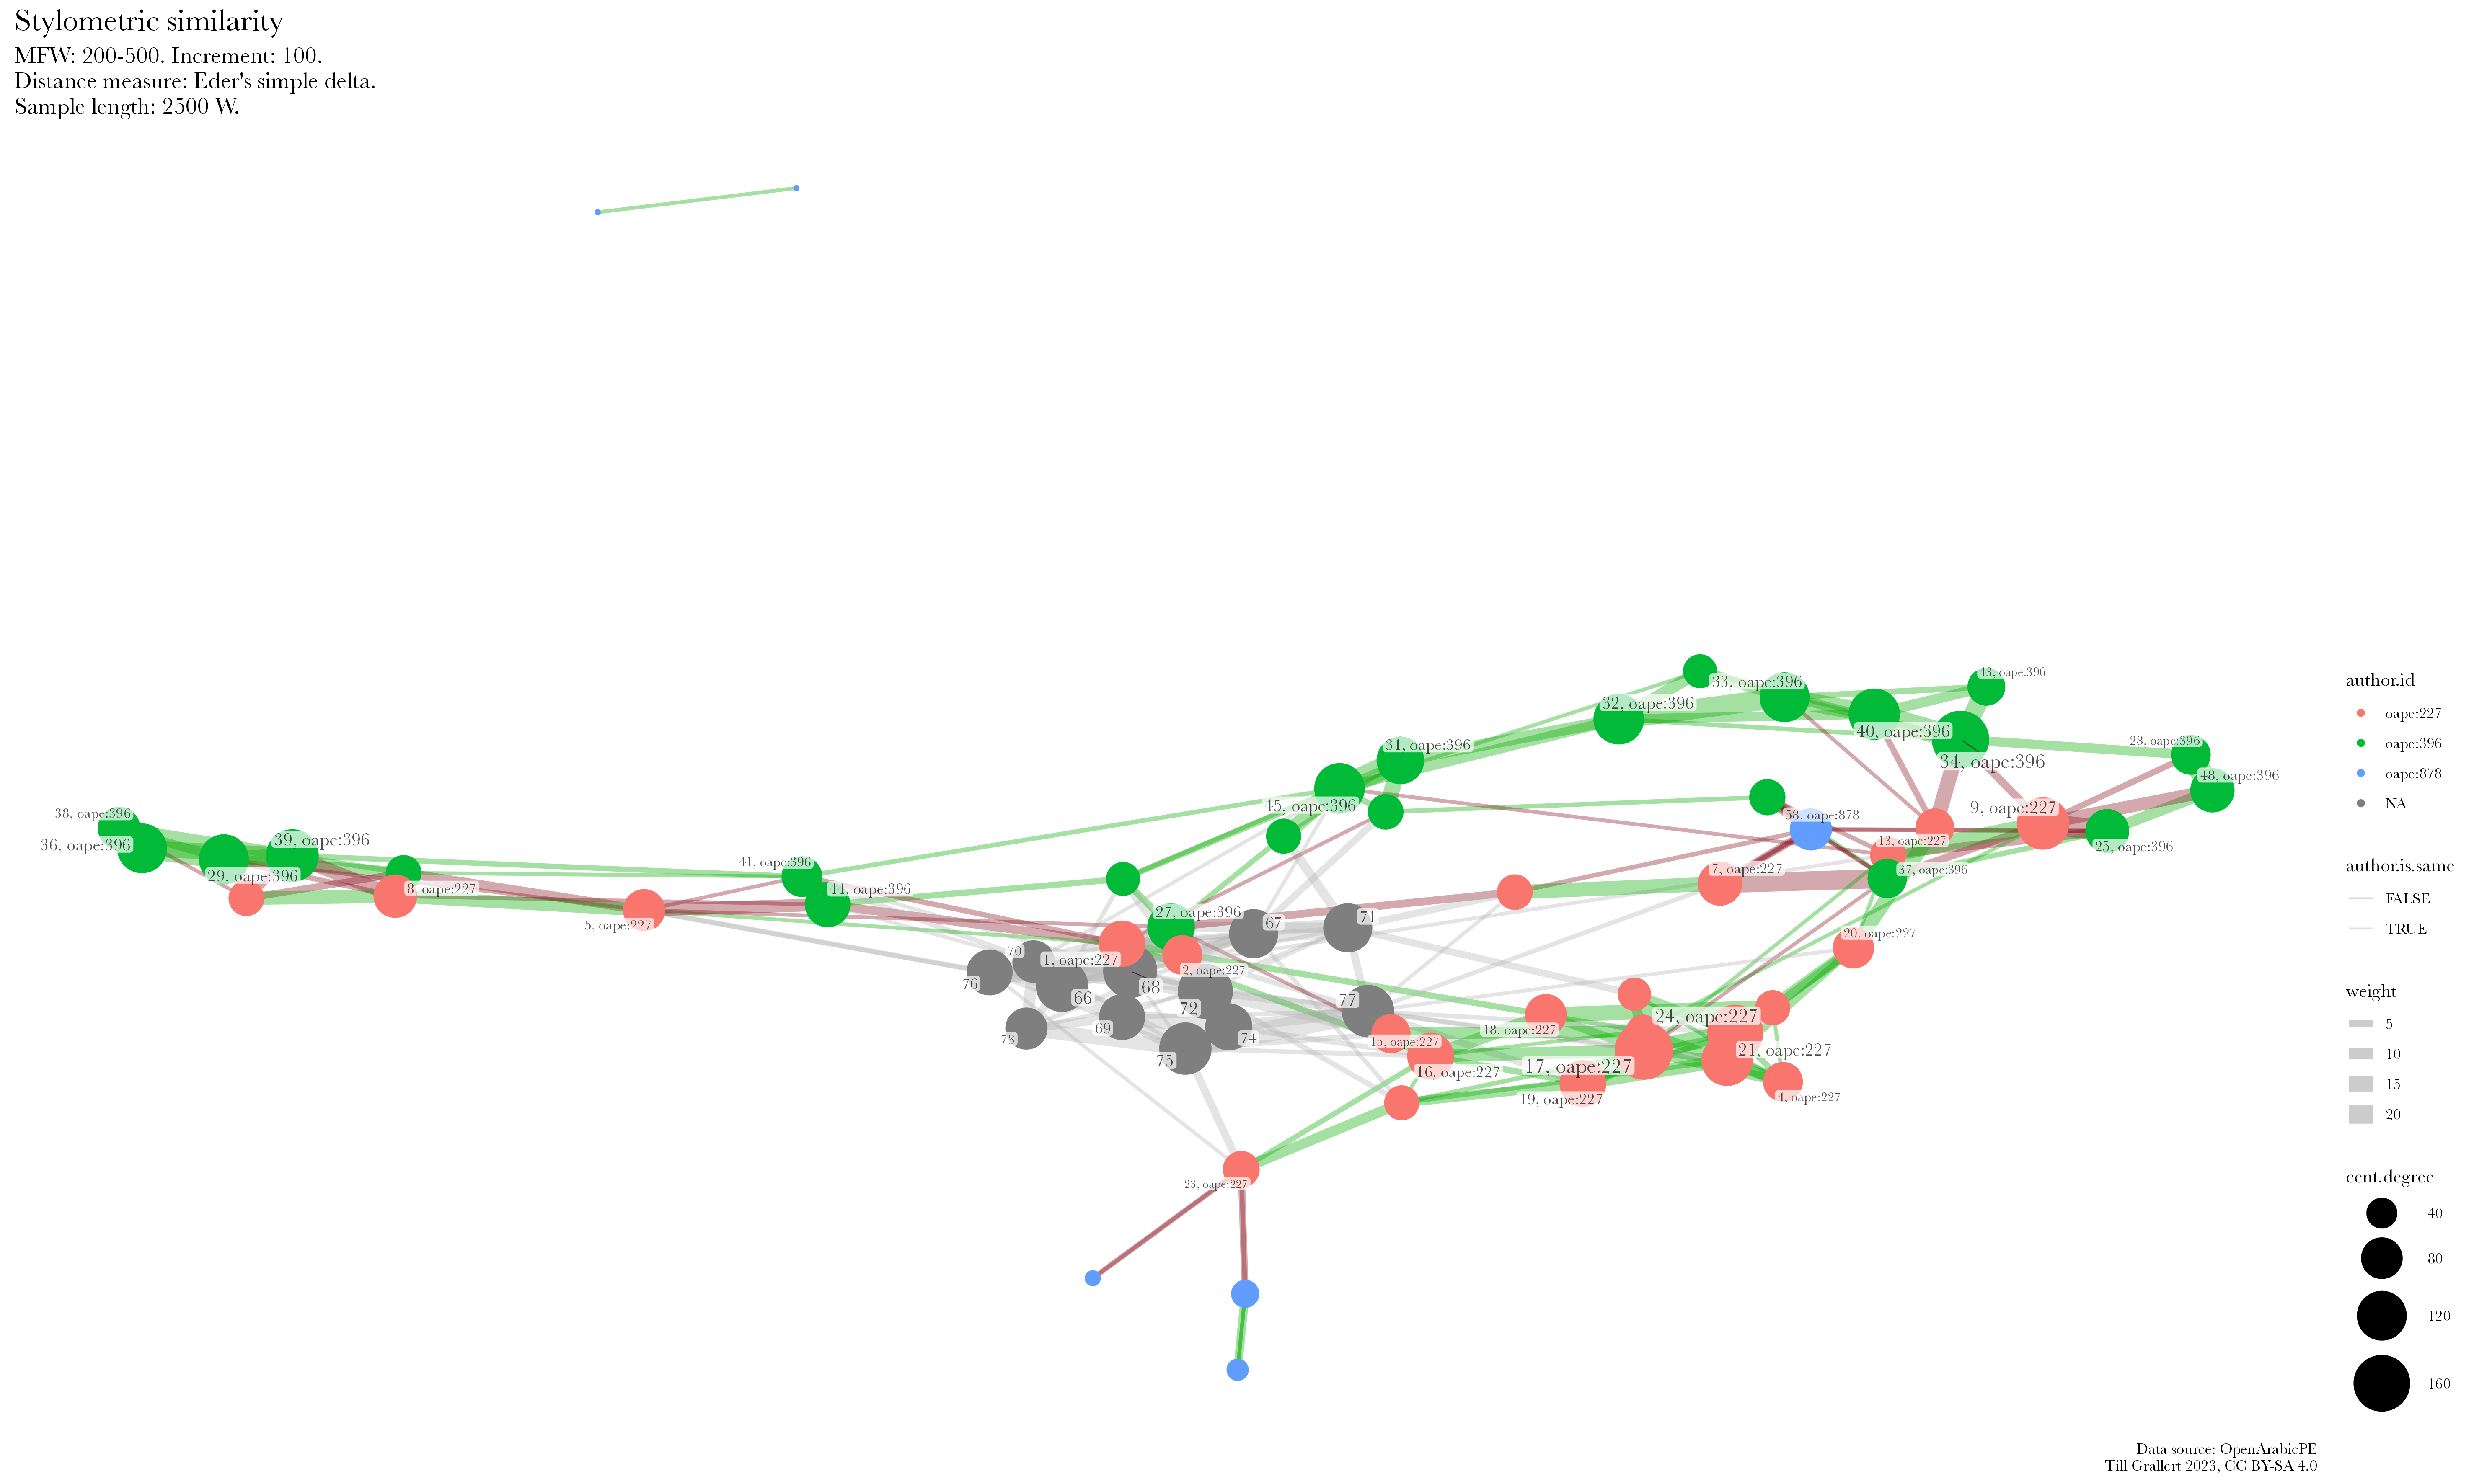 Stylometric similarity
MFW: 200-500. Increment: 100.
Distance measure: Eder's simple delta.
Sample length: 2500 W.
33, oape:396
43, oape:396
32, oape:396
40, oape:396
28, oape:396
31, oape:396
34, oape:396
48, oape:396
45, oape:396
9, oape:227
38, oape:396
58, oape:878
36, oape:396
39, oape:396
13, oape:227
25, oape:396
41, oape:396
7, oape:227
37, oape:396
29, oape:396
8, oape:227
44, oape:396
5, oape:227
27, oape:396
67
71
20, oape:227
70
1, oape:227
2, oape:227
76
66
68
72
77
24, oape:227
73
69
74
18, oape:227
15, oape:227
21, oape:227
75
17, oape:227
16, oape:227
19, oape:227
4, oape:227
23, oape:227
author.id
oape:227
oape:396
oape:878
NA
author.is.same
FALSE
TRUE
weight
5
10
15
20
cent.degree
40
80
120
160
Data source: OpenArabicPE
Till Grallert 2023, CC BY-SA 4.0